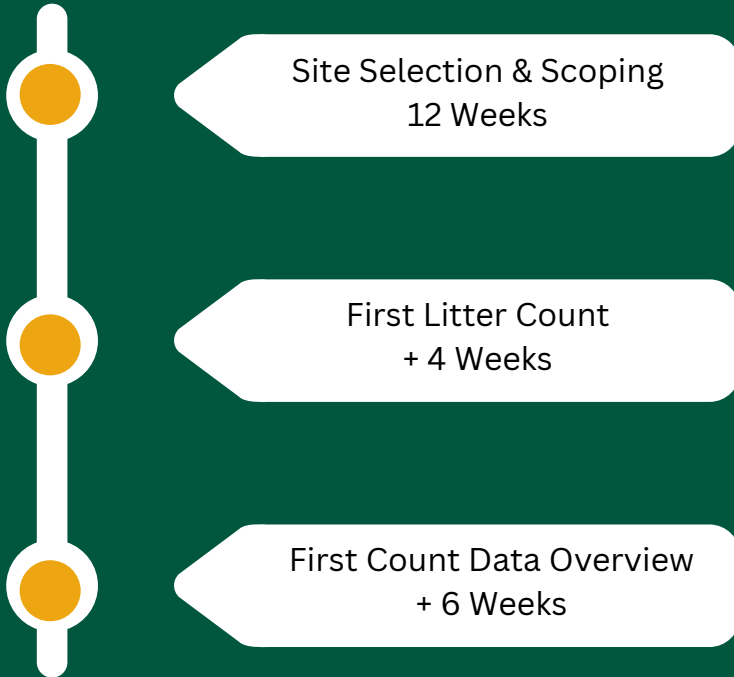 Site Selection & Scoping
12 Weeks
First Litter Count
+ 4 Weeks
First Count Data Overview
+ 6 Weeks